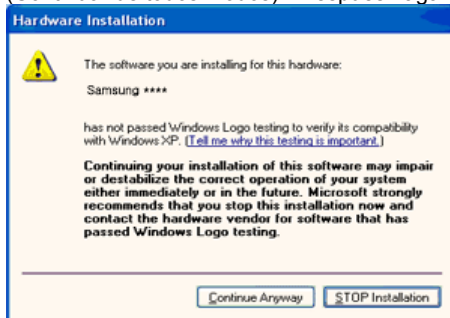 Hardware Installation
The software you are installing for this hardware:
Samsung ****
has not passed Windows Logo testing to verify its compatibility
with Windows XP. (Tell me why this testing is important.)
Continuing your installation of this software may impair
or destabilize the correct operation of your system
either immediately or in the future. Microsoft strongly
recommends that you stop this installation now and
contact the hardware vendor for software that has
passed Windows Logo testing.
Continue Anyway STOP Installation